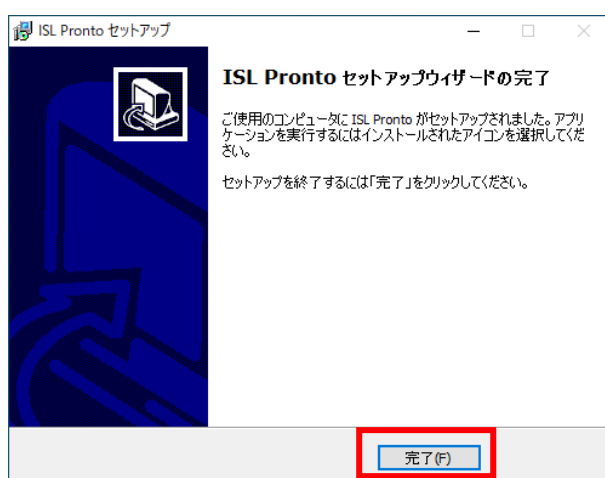 ISL Pronto セットアップ
ISL Pronto セットアップウィザードの完了
ご使用のコンピュータに ISL Pronto がセットアップされました。アプリ
ケーションを実行するにはインストールされたアイコンを選択してくだ
さい。
セットアップを終了するには「完了」をクリックしてください。
完了(F)